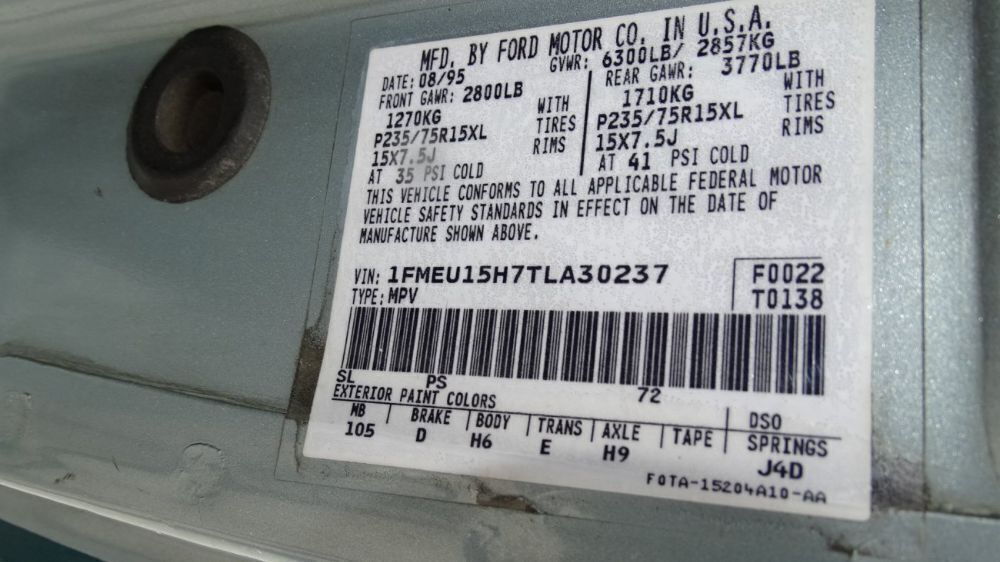 MFD. BY FORD MOTOR CO. IN U.S.A.
DATE: 08/95 GVWR: 6300LB/ 2857KG
FRONT GAWR: 2800LB REAR GAWR: 3770LB
1270KG WITH 1710KG WITH
P235/75R15XL TIRES P235/75R15XL TIRES
15X7.5J RIMS 15X7.5J RIMS
AT 35 PSI COLD AT 41 PSI COLD
THIS VEHICLE CONFORMS TO ALL APPLICABLE FEDERAL MOTOR
VEHICLE SAFETY STANDARDS IN EFFECT ON THE DATE OF
MANUFACTURE SHOWN ABOVE.
VIN: 1FMEU15H7TLA30237 F0022
TYPE: MPV T0138
SL PS 72
EXTERIOR PAINT COLORS DSO
MB BRAKE BODY TRANS AXLE TAPE SPRINGS
105 D H6 E H9 J4D
F0TA-15204A10-AA